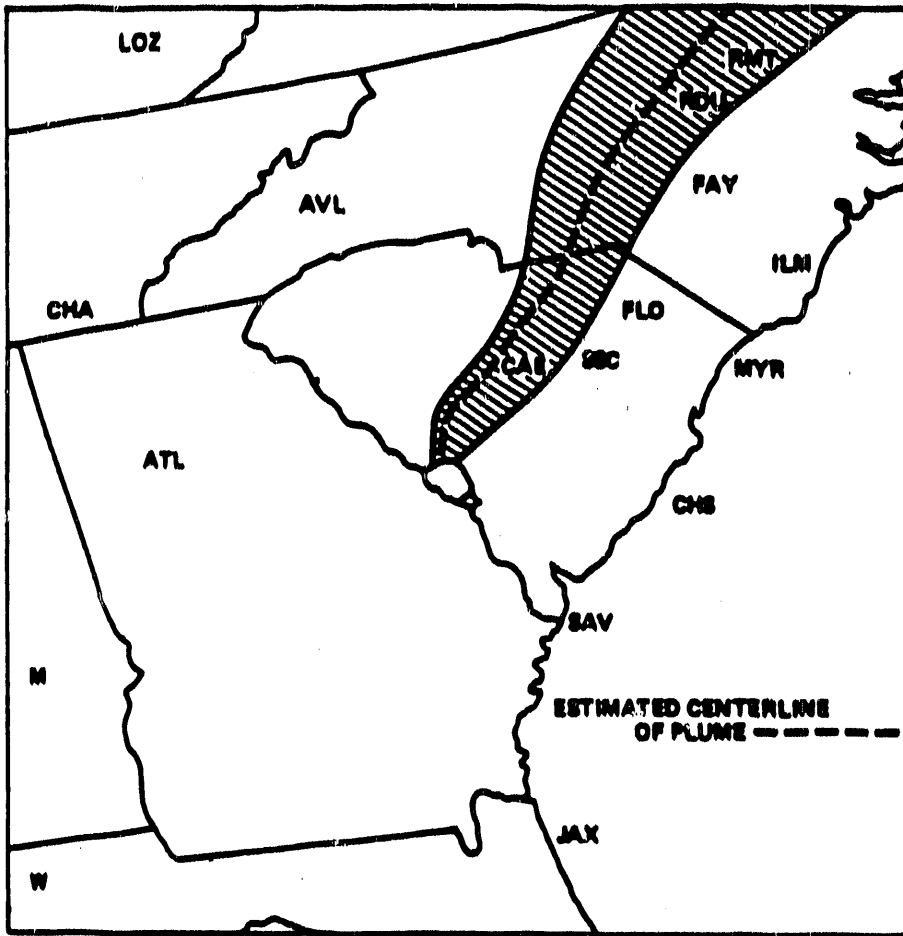 LOZ
RMT
RDU
FAY
AVL
ILM
CHA
FLO
SSC
CAE
MYR
ATL
CHS
SAV
M
ESTIMATED CENTERLINE
OF PLUME
JAX
W